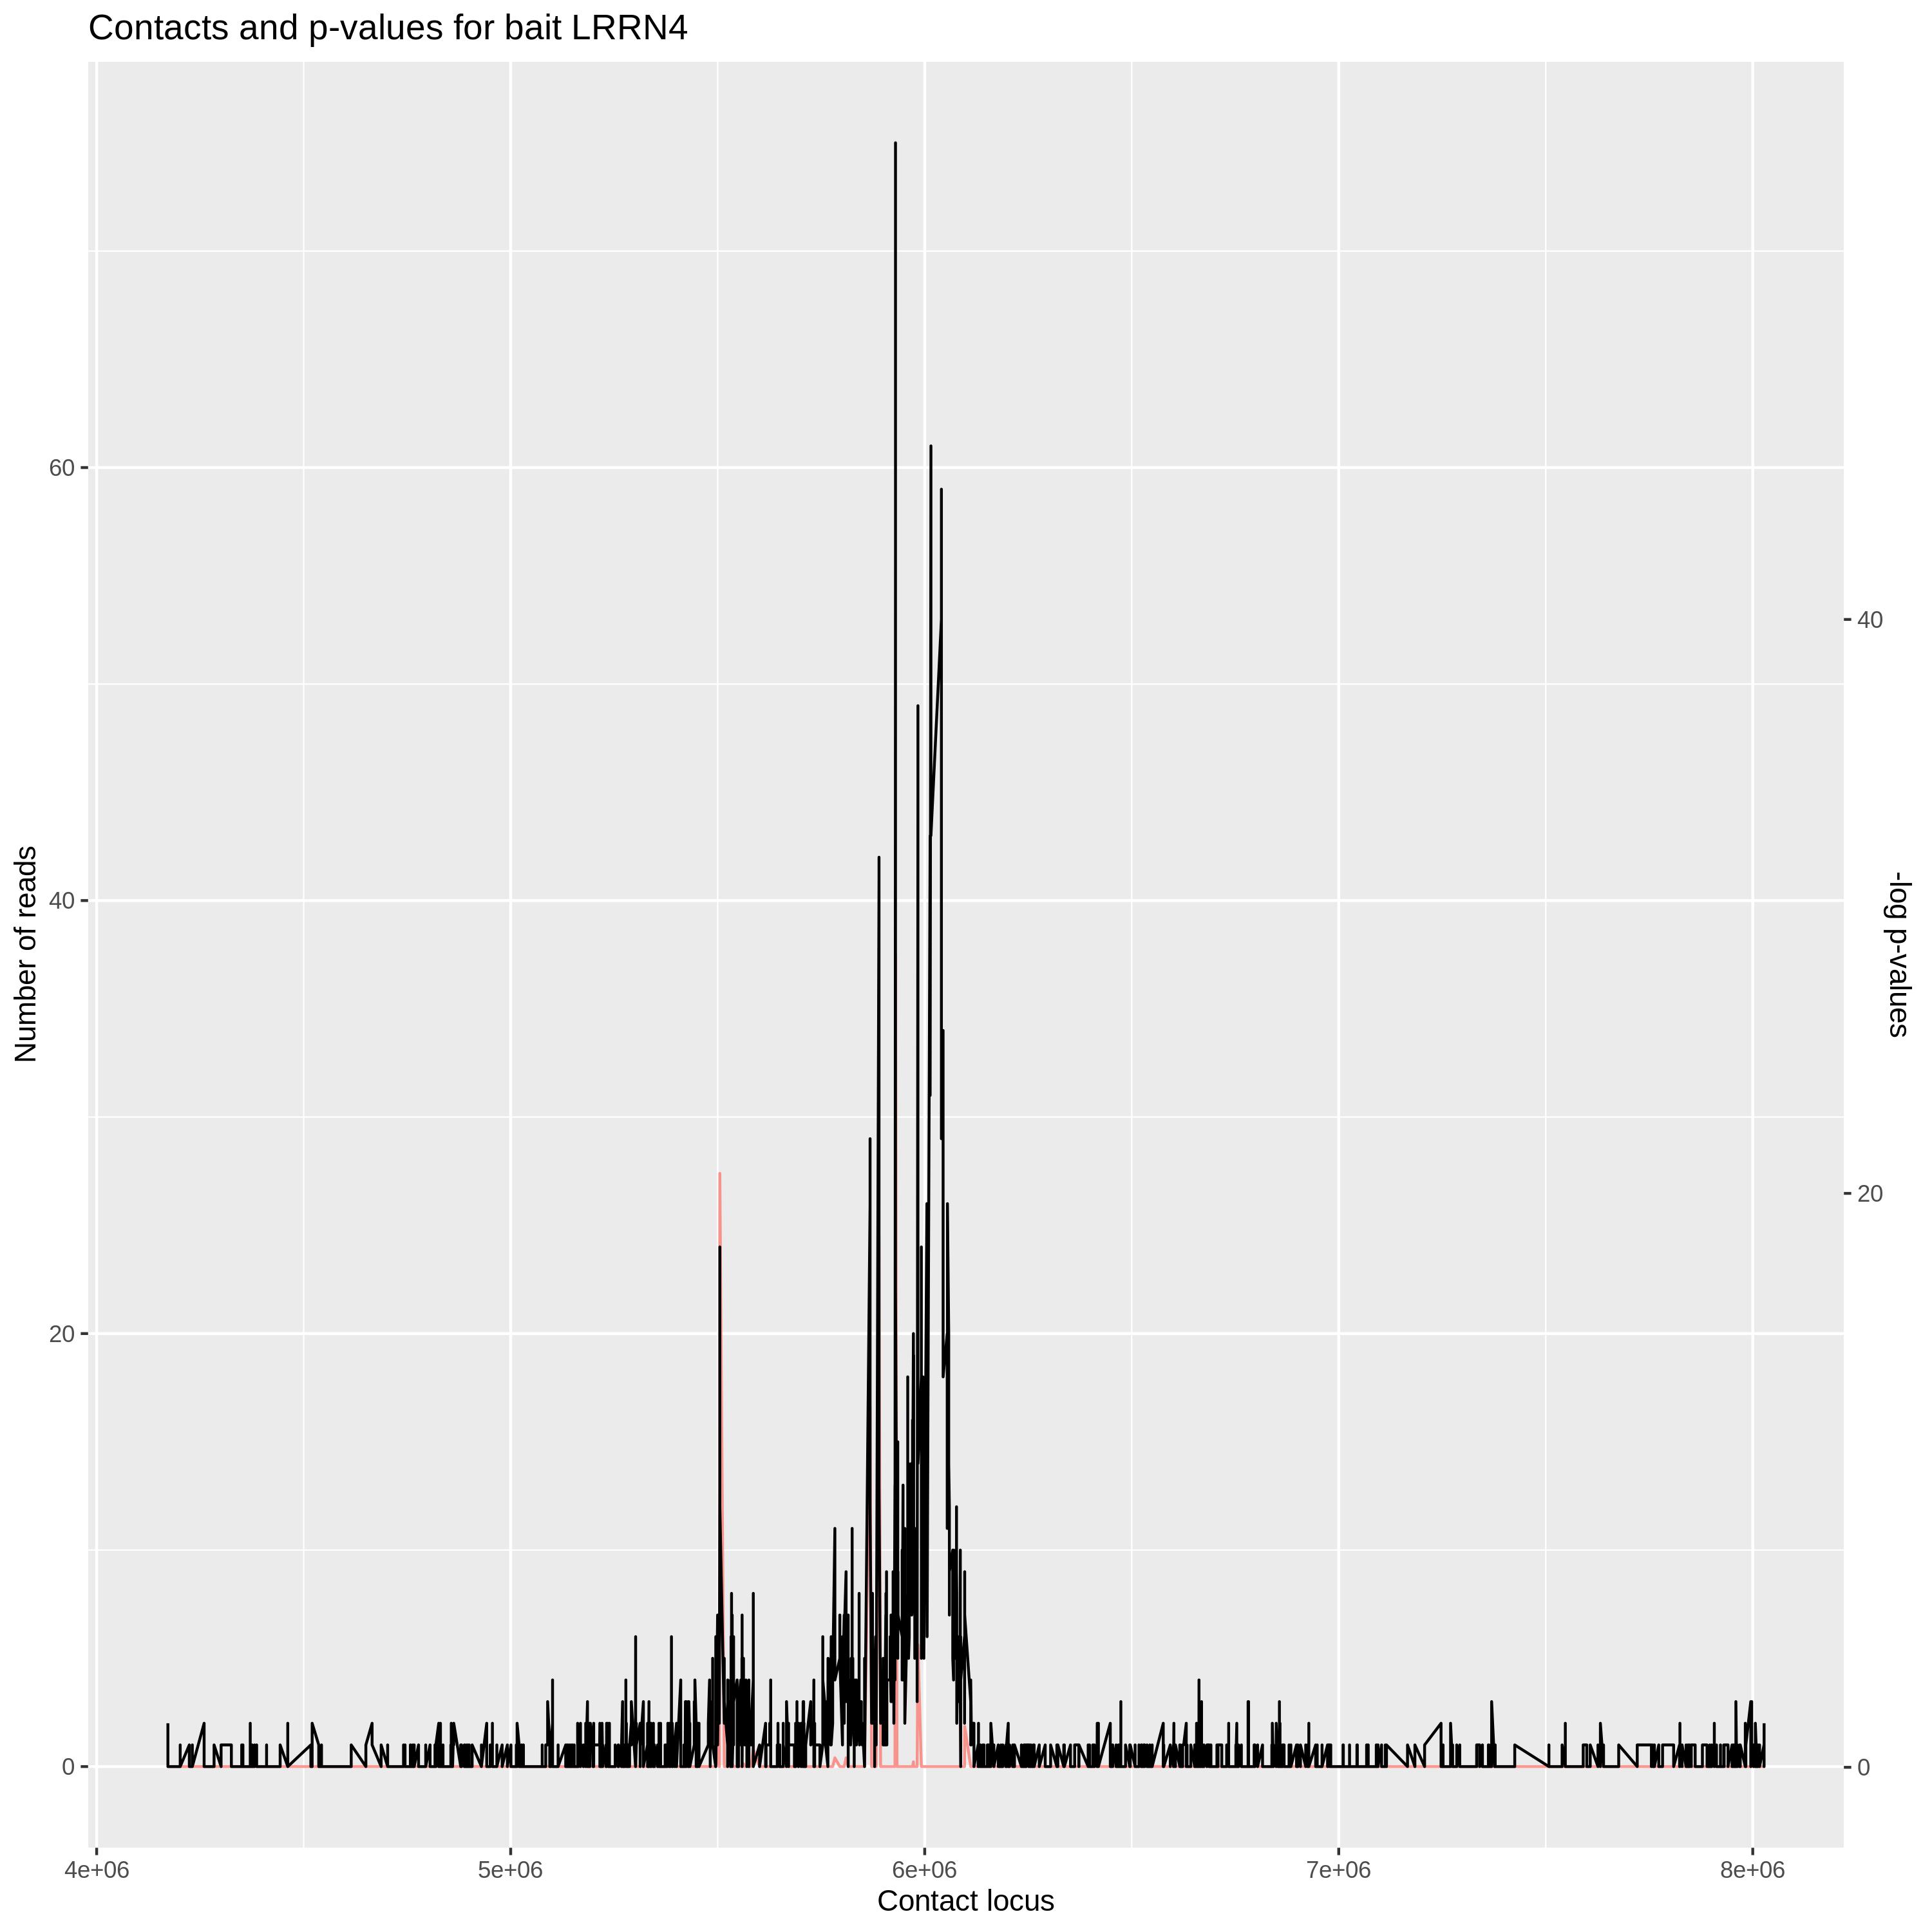 Contacts and p-values for bait LRRN4
Number of reads
60
40
20
0
40
20
0
-log p-values
4e+06
5e+06
6e+06
7e+06
8e+06
Contact locus